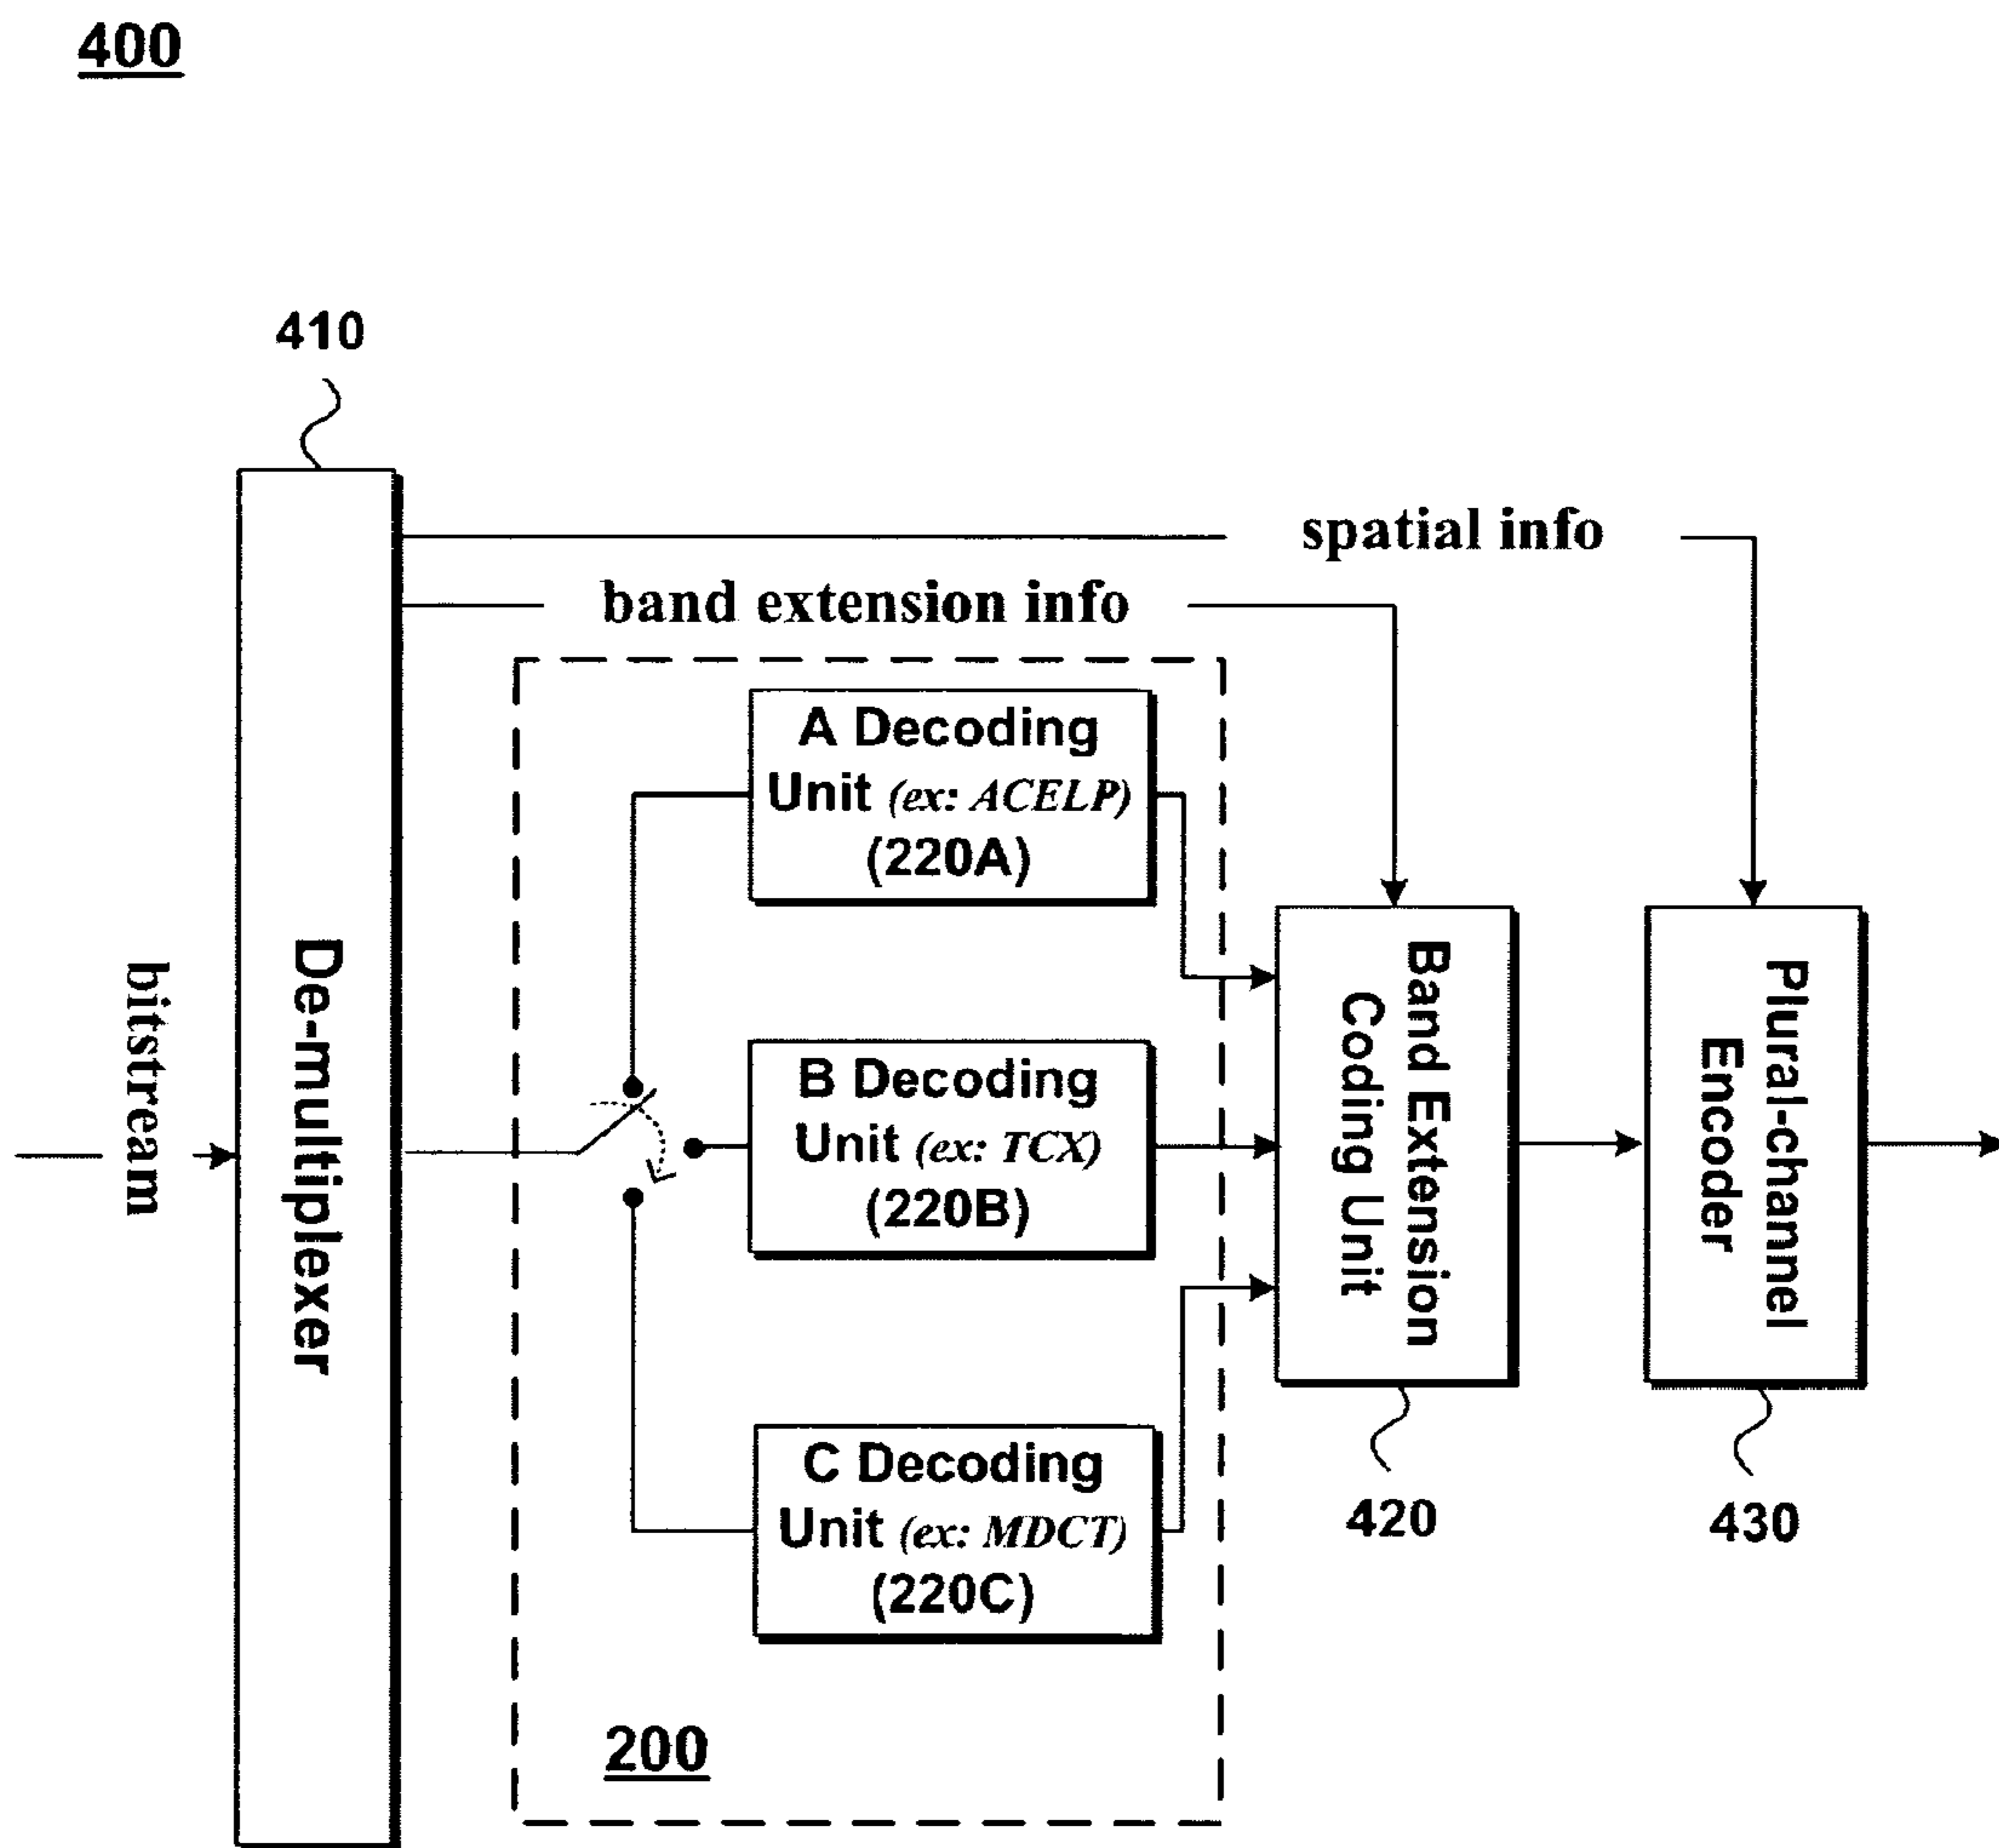 400
410
spatial info
band extension info
A Decoding
Unit (ex: ACELP)
(220A)
bitstream
De-multiplexer
B Decoding
Unit (ex: TCX)
(220B)
Band Extension
Coding Unit
Plural-channel
Encoder
C Decoding
Unit (ex: MDCT)
(220C)
420
430
200